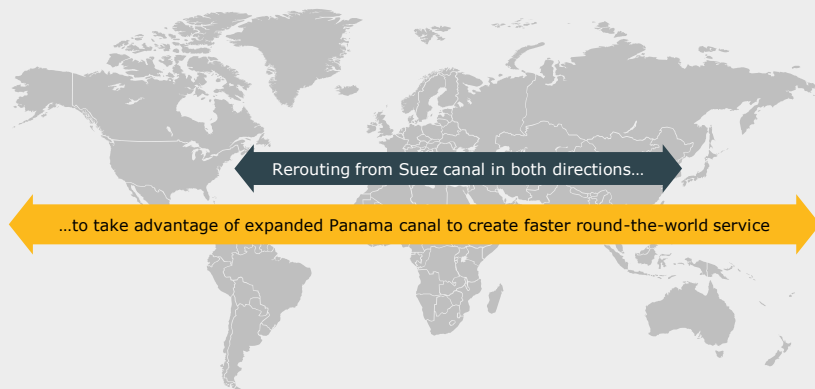 Rerouting from Suez canal in both directions…
…to take advantage of expanded Panama canal to create faster round-the-world service